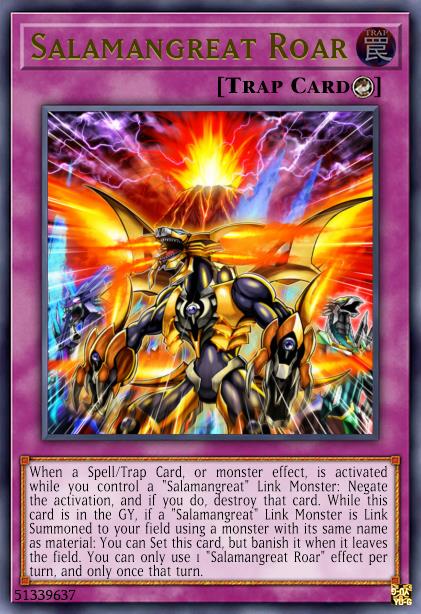 Salamangreat Roar
TRAP
罠
[Trap Card]
When a Spell/Trap Card, or monster effect, is activated
while you control a "Salamangreat" Link Monster: Negate
the activation, and if you do, destroy that card. While this
card is in the GY, if a "Salamangreat" Link Monster is Link
Summoned to your field using a monster with its same name
as material: You can Set this card, but banish it when it leaves
the field. You can only use 1 "Salamangreat Roar" effect per
turn, and only once that turn.
51339637